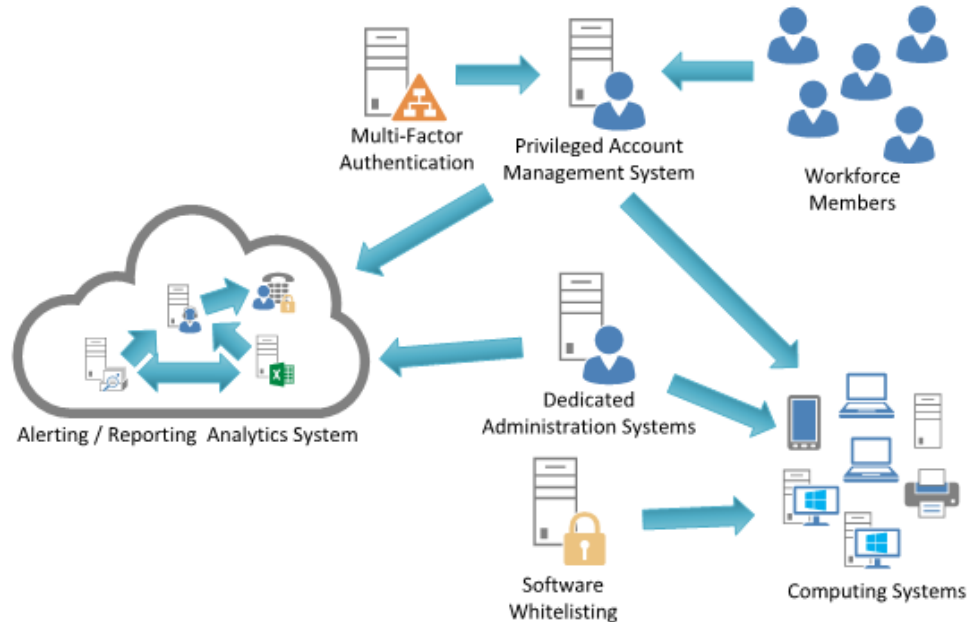 Multi-Factor
Authentication
Privileged Account
Management System
Workforce
Members
Alerting / Reporting Analytics System
Dedicated
Administration Systems
Software
Whitelisting
Computing Systems